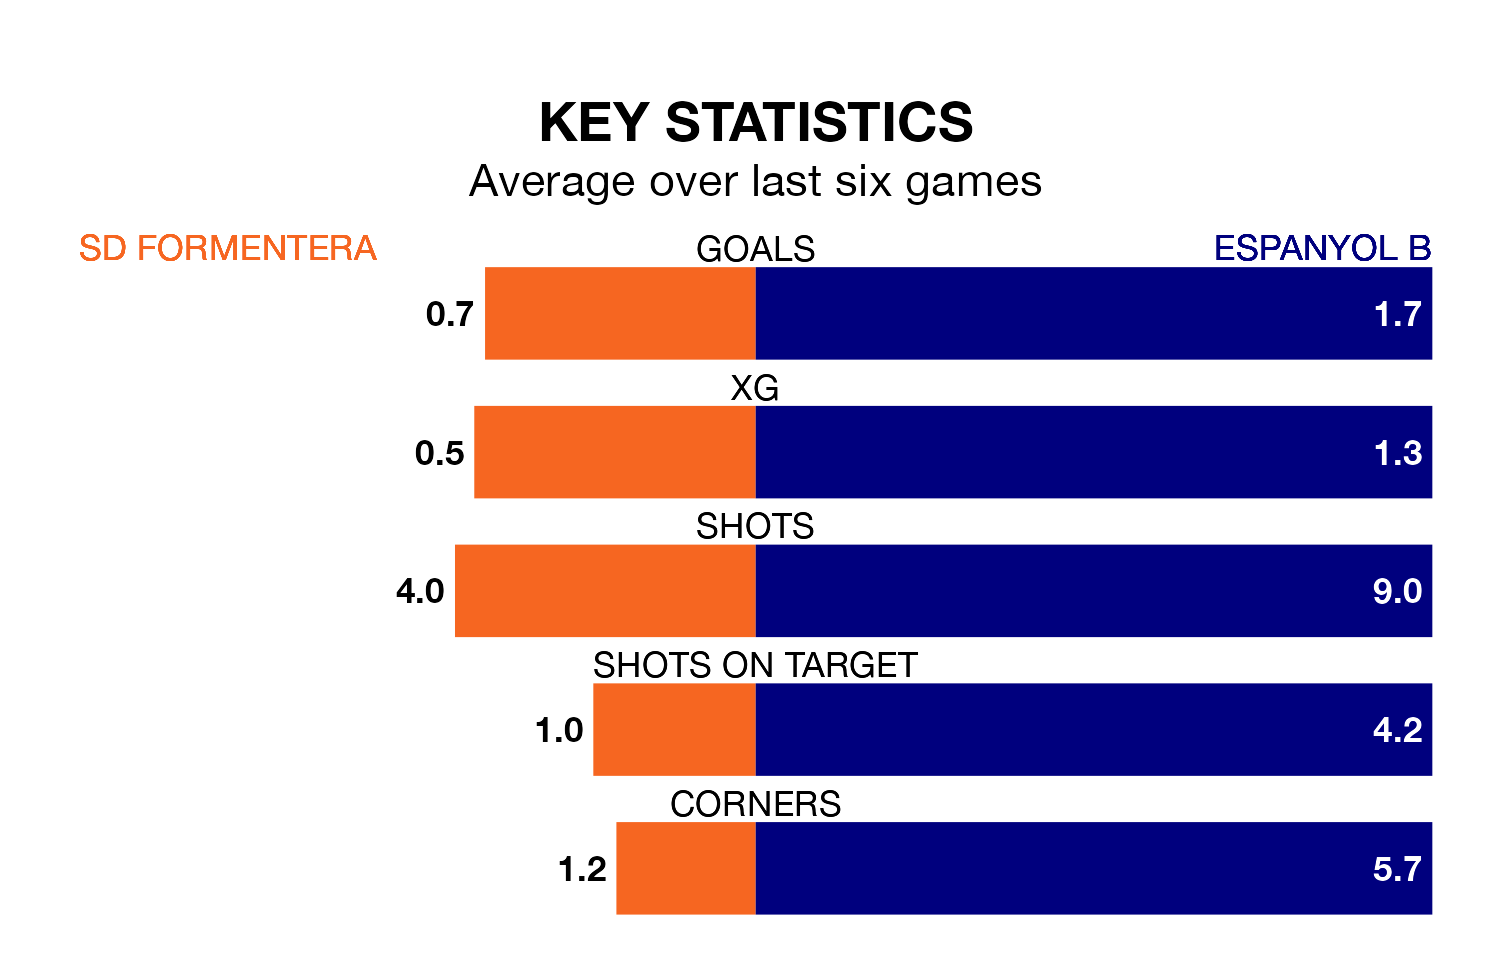 KEY STATISTICS
Average over last six games
SD FORMENTERA GOALS ESPANYOL B
0.7 1.7
XG
0.5 1.3
SHOTS
4.0 9.0
SHOTS ON TARGET
1.0 4.2
CORNERS
1.2 5.7